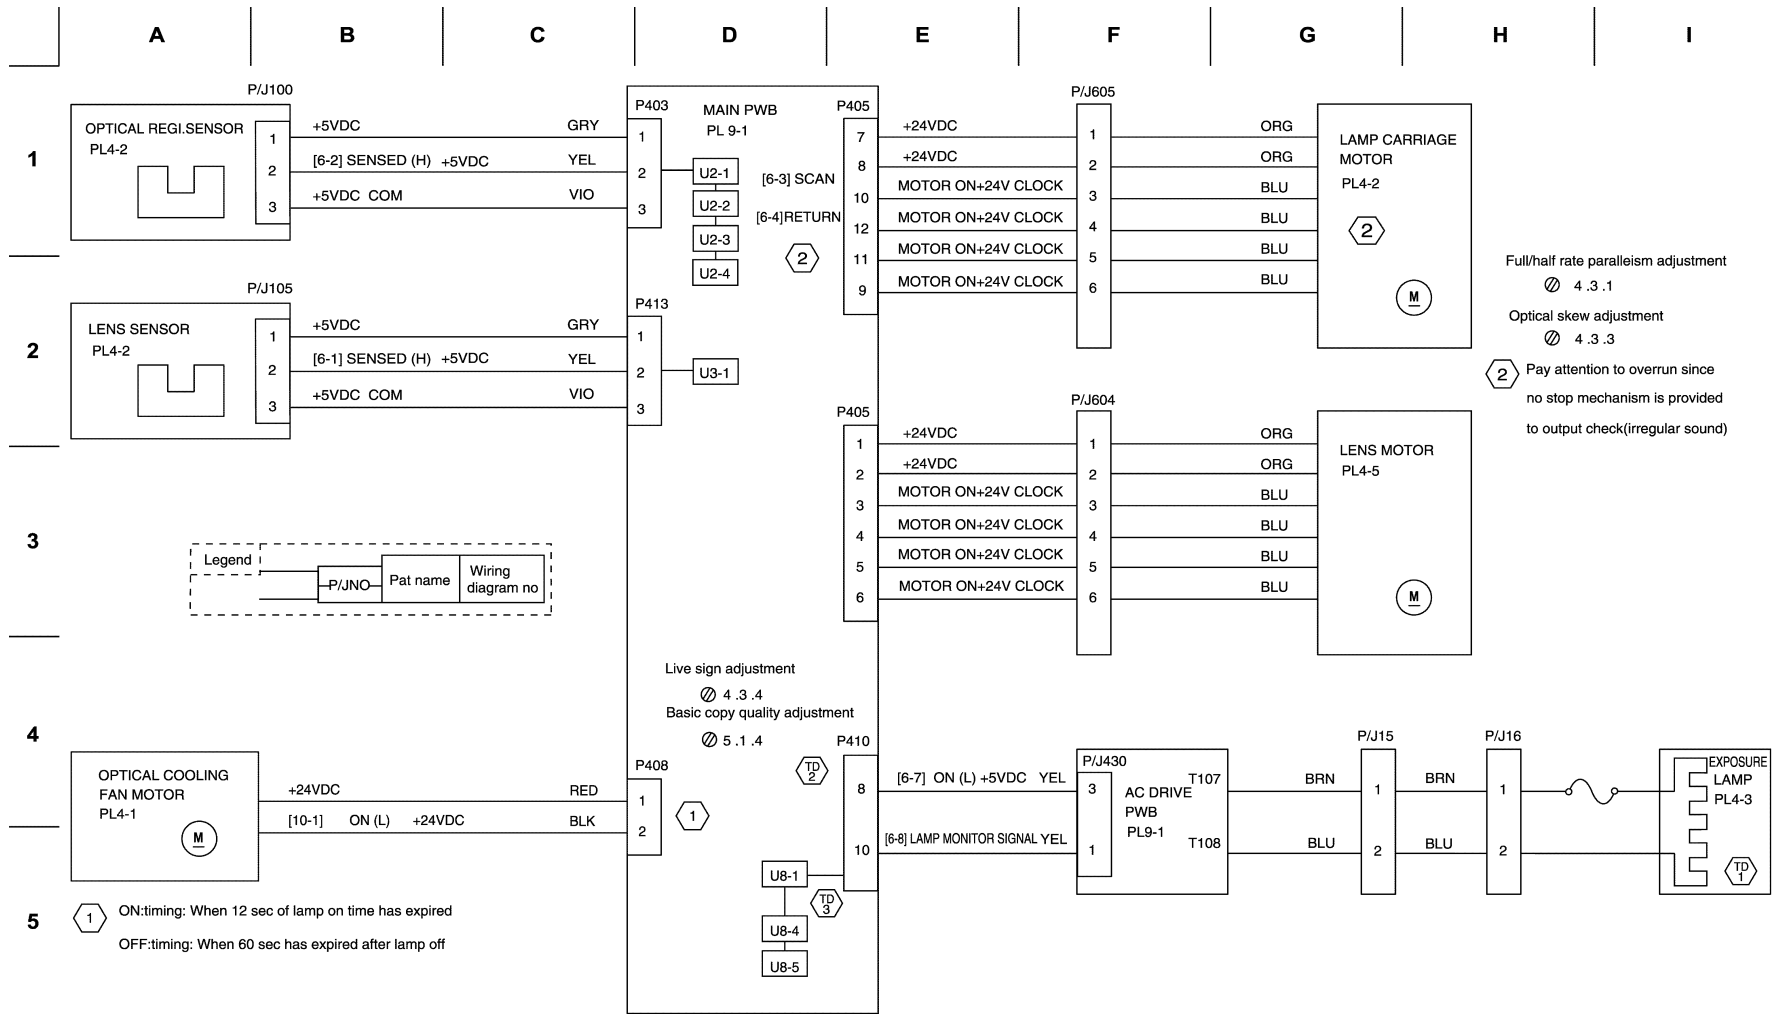 A B C D E F G H I
1
2
3
4
5
P/J100
OPTICAL REGI.SENSOR
PL4-2
1 +5VDC GRY 1
2 [6-2] SENSED (H) +5VDC YEL 2
3 +5VDC COM VIO 3
P403
MAIN PWB
PL 9-1
U2-1
U2-2
U2-3
U2-4
[6-3] SCAN
[6-4]RETURN
2
P405
P/J605
7 +24VDC 1 ORG
8 +24VDC 2 ORG
10 MOTOR ON+24V CLOCK 3 BLU
12 MOTOR ON+24V CLOCK 4 BLU
11 MOTOR ON+24V CLOCK 5 BLU
9 MOTOR ON+24V CLOCK 6 BLU
LAMP CARRIAGE
MOTOR
PL4-2
2
M
Full/half rate paralleism adjustment
4 .3 .1
Optical skew adjustment
4 .3 .3
2 Pay attention to overrun since
no stop mechanism is provided
to output check(irregular sound)
P/J105
LENS SENSOR
PL4-2
1 +5VDC GRY 1
2 [6-1] SENSED (H) +5VDC YEL 2
3 +5VDC COM VIO 3
P413
U3-1
P405
P/J604
1 +24VDC 1 ORG
2 +24VDC 2 ORG
3 MOTOR ON+24V CLOCK 3 BLU
4 MOTOR ON+24V CLOCK 4 BLU
5 MOTOR ON+24V CLOCK 5 BLU
6 MOTOR ON+24V CLOCK 6 BLU
LENS MOTOR
PL4-5
M
Legend
P/JNO
Pat name
Wiring
diagram no
Live sign adjustment
4 .3 .4
Basic copy quality adjustment
5 .1 .4
OPTICAL COOLING
FAN MOTOR
PL4-1
M
+24VDC RED 1
[10-1] ON (L) +24VDC BLK 2
P408
1
TD
2
P410
8 [6-7] ON (L) +5VDC YEL 3
10 [6-8] LAMP MONITOR SIGNAL YEL 1
P/J430
AC DRIVE
PWB
PL9-1
T107
T108
P/J15
P/J16
BRN 1 BRN 1
BLU 2 BLU 2
EXPOSURE
LAMP
PL4-3
TD
1
U8-1
TD
3
U8-4
U8-5
1 ON:timing: When 12 sec of lamp on time has expired
OFF:timing: When 60 sec has expired after lamp off